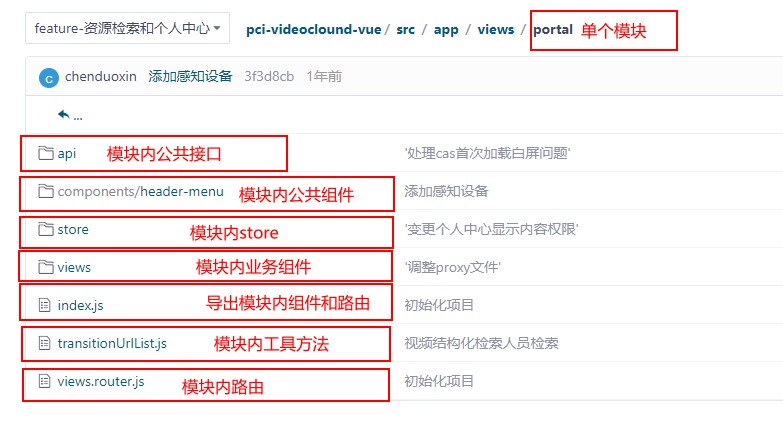 feature-资源检索和个人中心 pci-videoclound-vue / src / app / views / portal 单个模块
C chenduoxin 添加感知设备 3f3d8cb 1年前
...
api 模块内公共接口 '处理cas首次加载白屏问题'
components/header-menu 模块内公共组件 添加感知设备
store 模块内store '变更个人中心显示内容权限'
views 模块内业务组件 '调整proxy文件'
index.js 导出模块内组件和路由 初始化项目
transitionUrlList.js 模块内工具方法 视频结构化检索人员检索
views.router.js 模块内路由 初始化项目